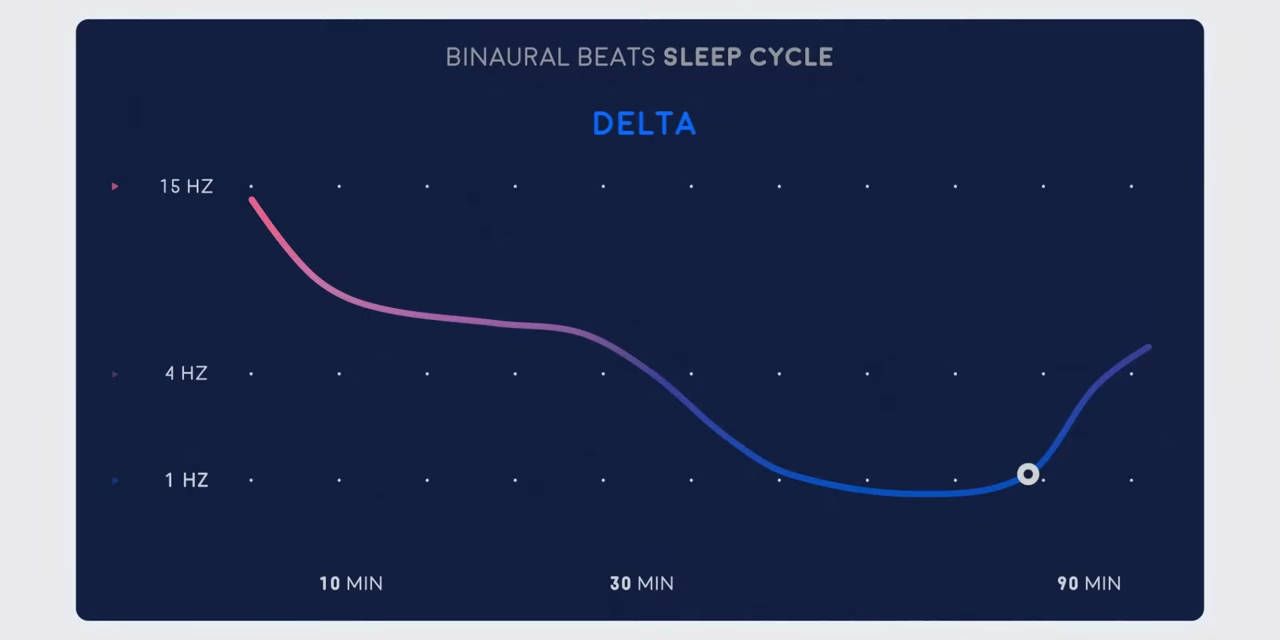 BINAURAL BEATS SLEEP CYCLE
DELTA
15 HZ
4 HZ
1 HZ
10 MIN 30 MIN 90 MIN